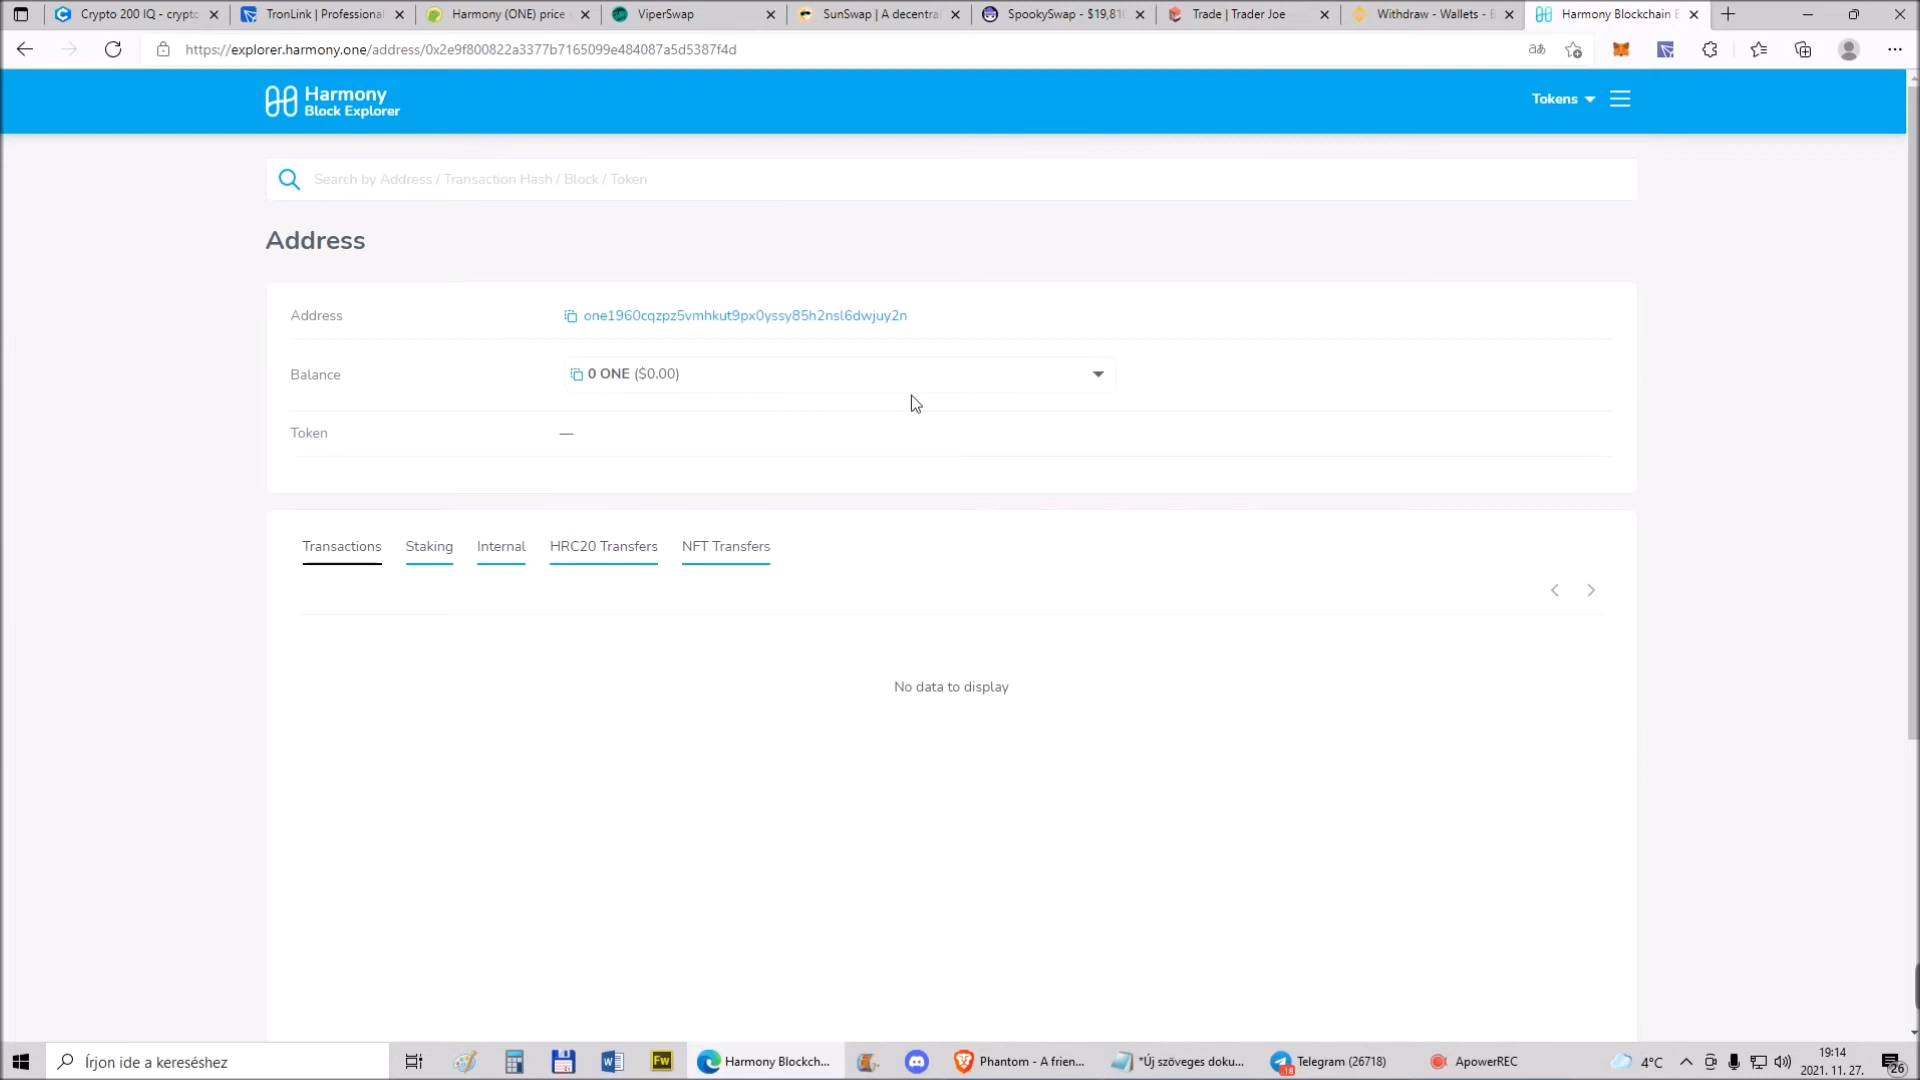 Crypto 200 IQ - crypto
TronLink | Professional
Harmony (ONE) price
ViperSwap
SunSwap | A decentra
SpookySwap - $19,81
Trade | Trader Joe
Withdraw - Wallets - B
Harmony Blockchain E
https://explorer.harmony.one/address/0x2e9f800822a3377b7165099e484087a5d5387f4d
Harmony
Block Explorer
Tokens
Search by Address / Transaction Hash / Block / Token
Address
Address
one1960cqzpz5vmhkut9px0yssy85h2nsl6dwjuy2n
Balance
0 ONE ($0.00)
Token
—
Transactions
Staking
Internal
HRC20 Transfers
NFT Transfers
No data to display
Írjon ide a kereséshez
Fw
Harmony Blockch...
Phantom - A frien...
*Új szöveges doku...
Telegram (26718)
ApowerREC
4°C
19:14
2021. 11. 27.
26